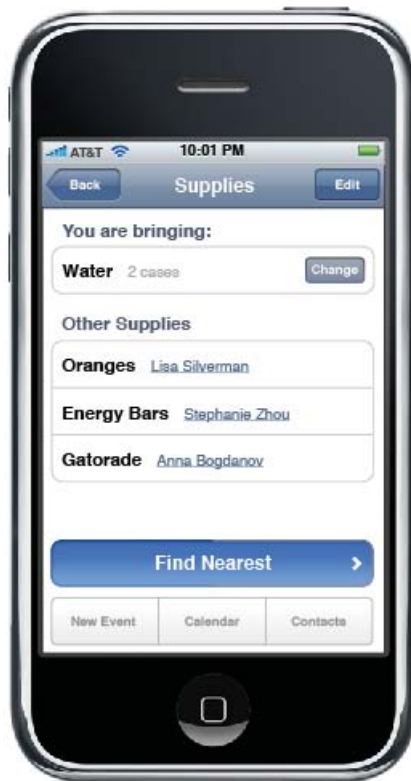 AT&T 10:01 PM
Back Supplies Edit
You are bringing:
Water 2 cases Change
Other Supplies
Oranges Lisa Silverman
Energy Bars Stephanie Zhou
Gatorade Anna Bogdanov
Find Nearest
New Event Calendar Contacts